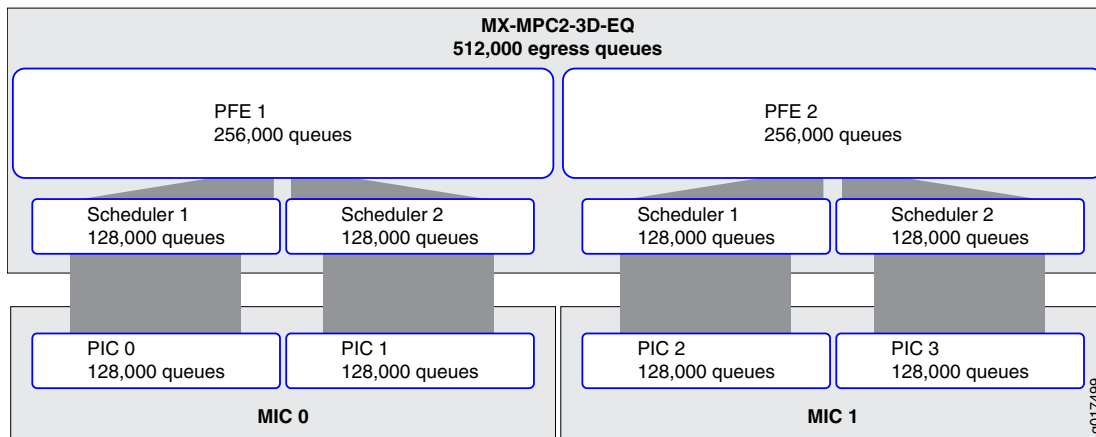 MX-MPC2-3D-EQ
512,000 egress queues
PFE 1
256,000 queues
PFE 2
256,000 queues
Scheduler 1
128,000 queues
Scheduler 2
128,000 queues
Scheduler 1
128,000 queues
Scheduler 2
128,000 queues
PIC 0
128,000 queues
PIC 1
128,000 queues
PIC 2
128,000 queues
PIC 3
128,000 queues
MIC 0
MIC 1
g017499